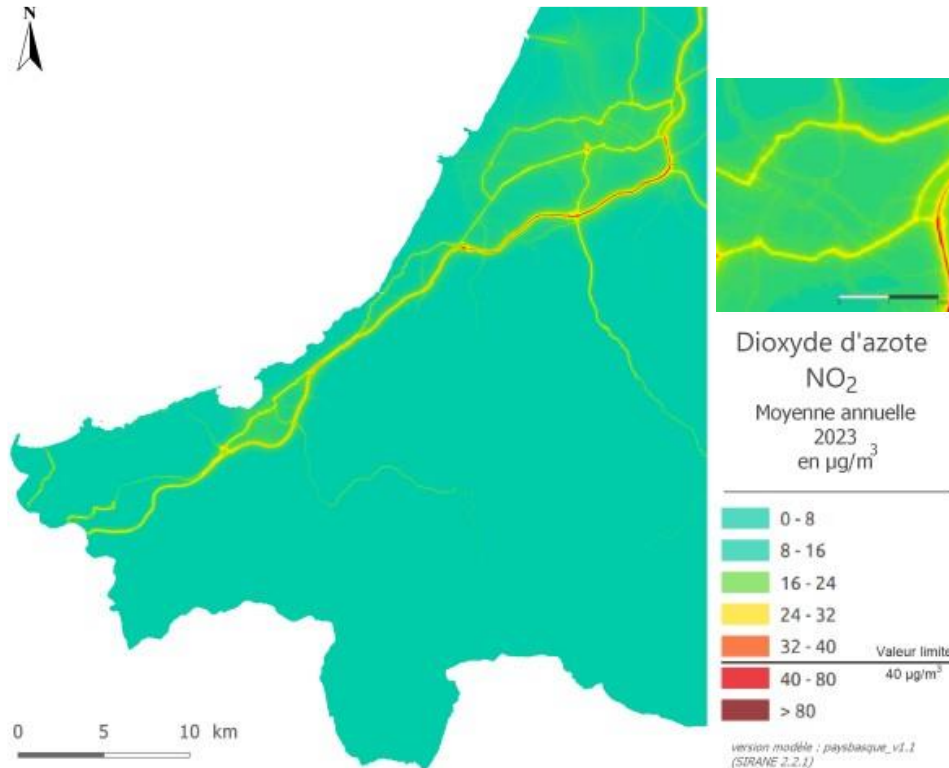 N
Dioxyde d'azote
NO2
Moyenne annuelle
2023
en µg/m3
0 - 8
8 - 16
16 - 24
24 - 32
32 - 40
Valeur limite
40 µg/m3
40 - 80
> 80
0 5 10 km
version modèle : paysbasque_v1.1
(SIRANE 2.2.1)